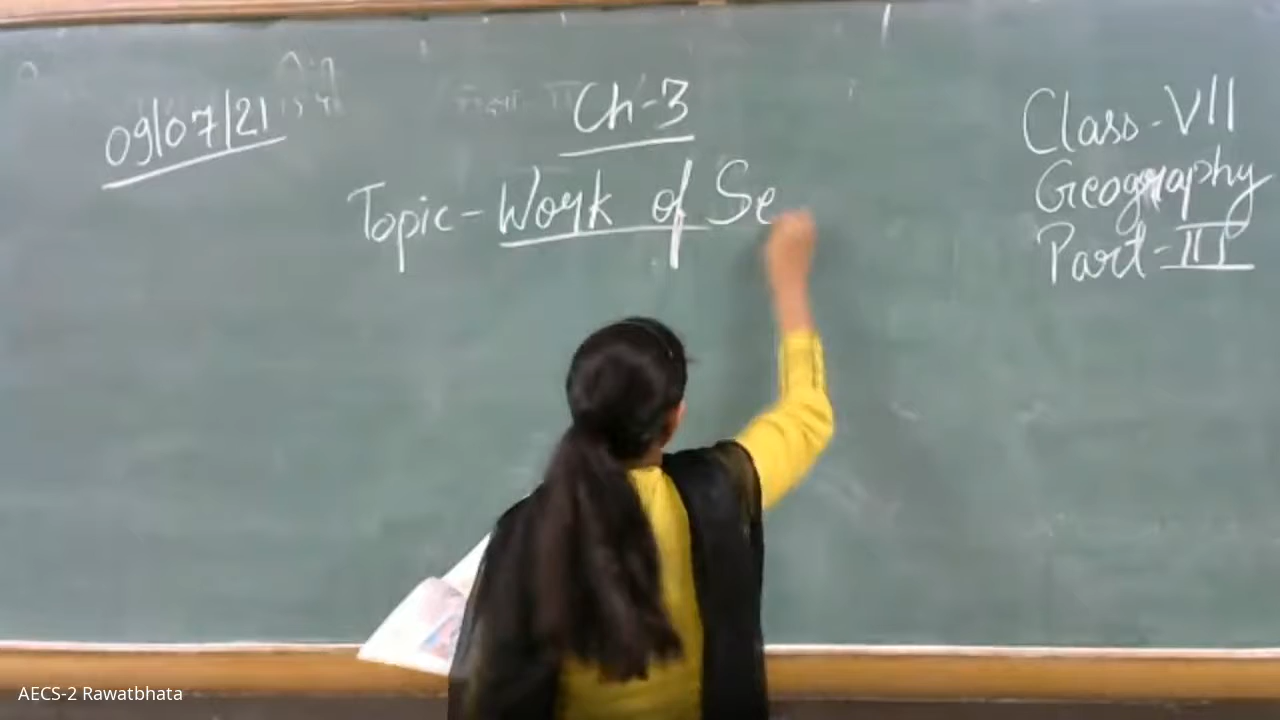 09/07/21
Ch-3
Topic - Work of Se
Class - VII
Geography
Part - III
AECS-2 Rawatbhata